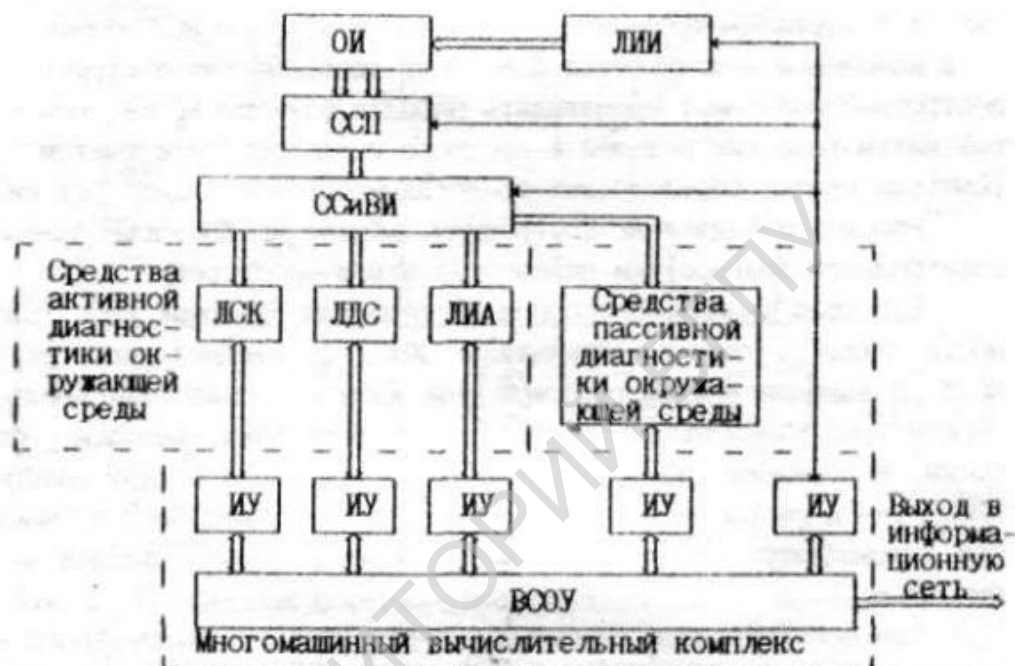 ОИ
ЛИИ
ССП
ССиВИ
Средства
активной
диагнос-
тики ок
ружающей
среды
ЛСК
ЛДС
ЛИА
Средства
пассивной
диагности-
ки окружа-
ющей среды
ИУ
ИУ
ИУ
ИУ
ИУ
Выход в
информа-
ционную
сеть
ВСОУ
Многомашинный вычислительный комплекс